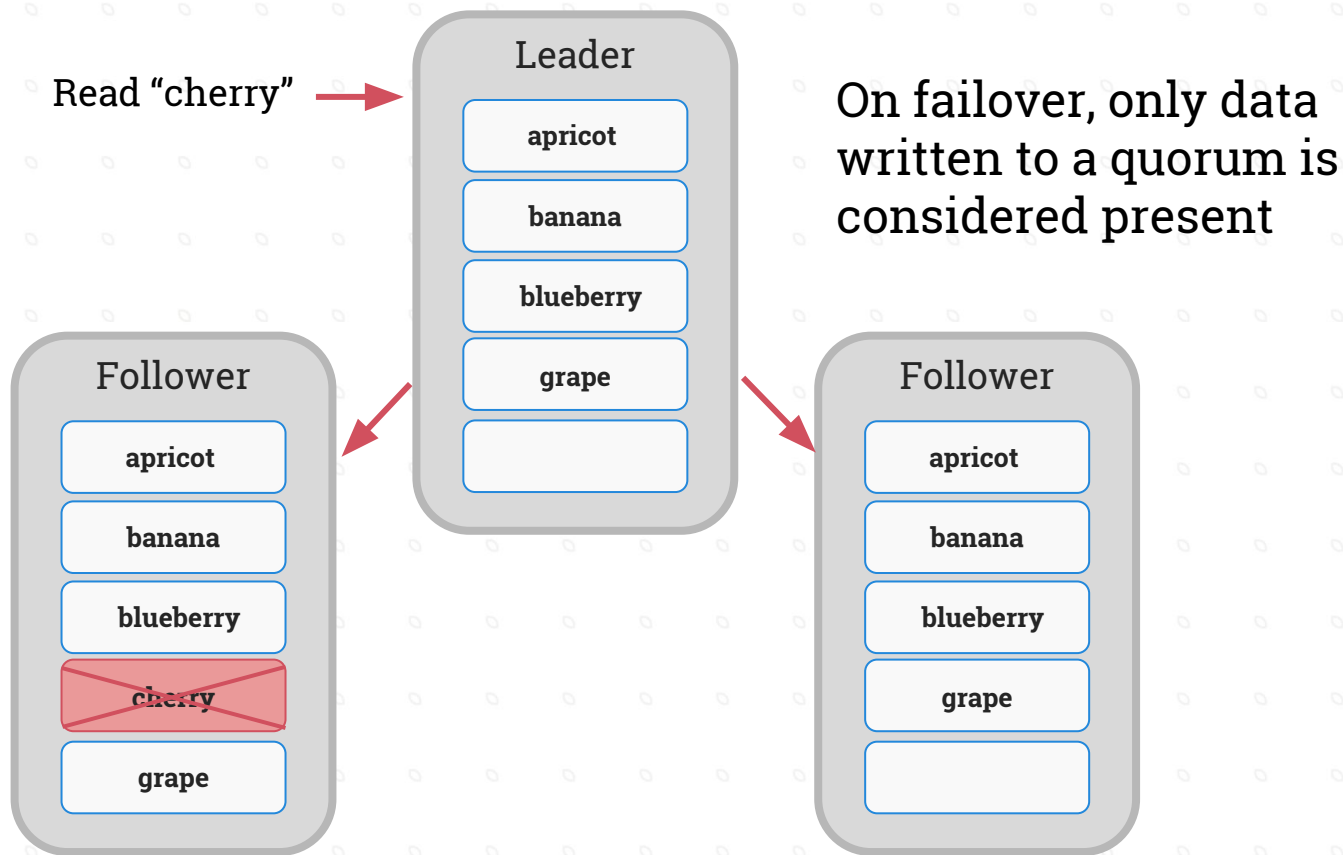 Leader
Read “cherry”
On failover, only data
written to a quorum is
considered present
apricot
banana
blueberry
grape
Follower
apricot
banana
blueberry
cherry
grape
Follower
apricot
banana
blueberry
grape